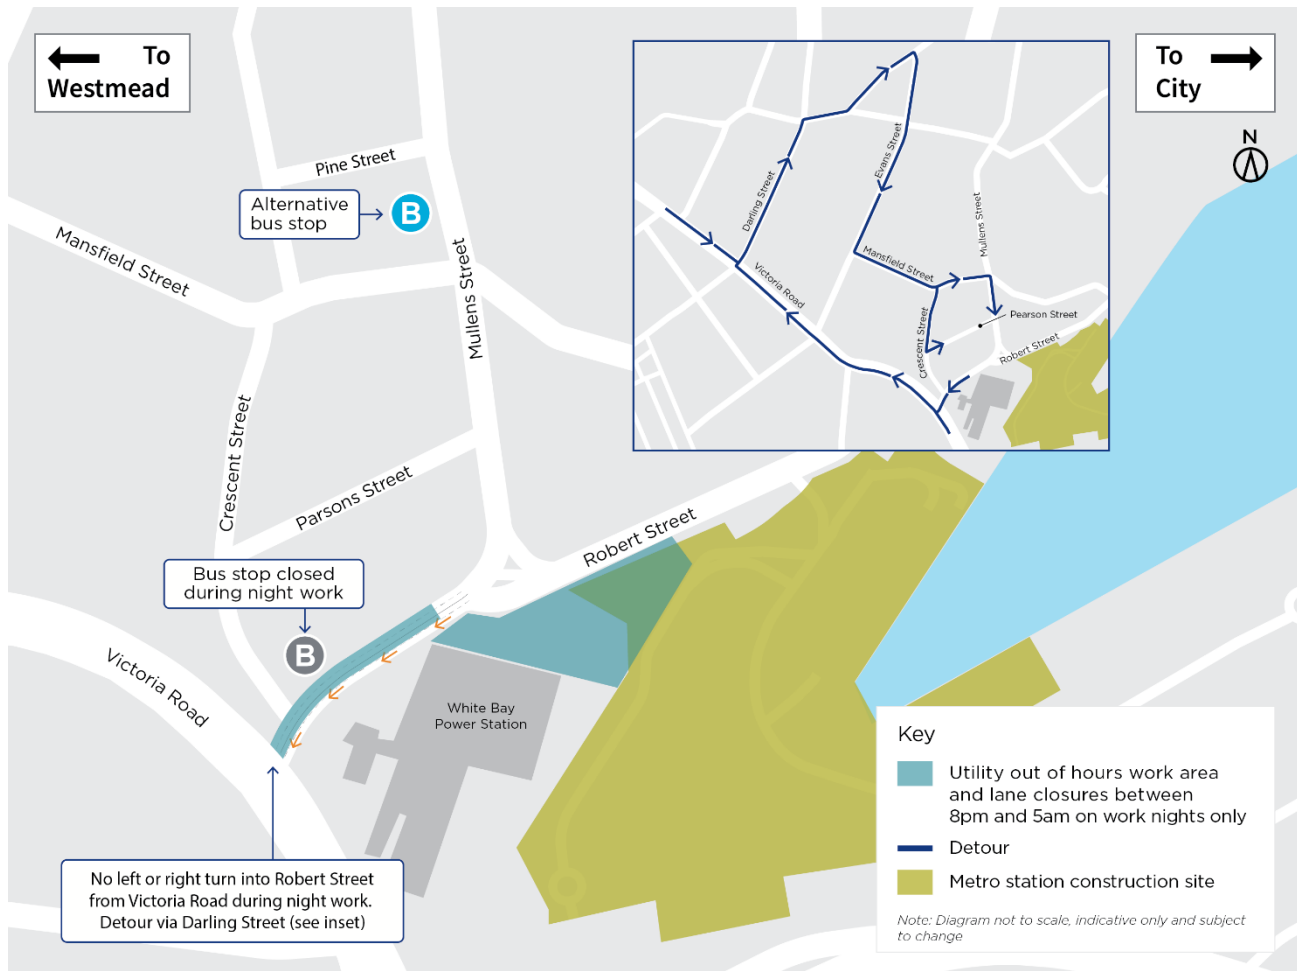 To
Westmead
To
City
N
Pine Street
Alternative
bus stop
B
Mansfield Street
Mullens Street
Crescent Street
Parsons Street
Robert Street
Bus stop closed
during night work
B
Victoria Road
White Bay
Power Station
No left or right turn into Robert Street
from Victoria Road during night work.
Detour via Darling Street (see inset)
Darling Street
Evans Street
Mullens Street
Mansfield Street
Victoria Road
Crescent Street
Pearson Street
Robert Street
Key
Utility out of hours work area
and lane closures between
8pm and 5am on work nights only
Detour
Metro station construction site
Note: Diagram not to scale, indicative only and subject
to change